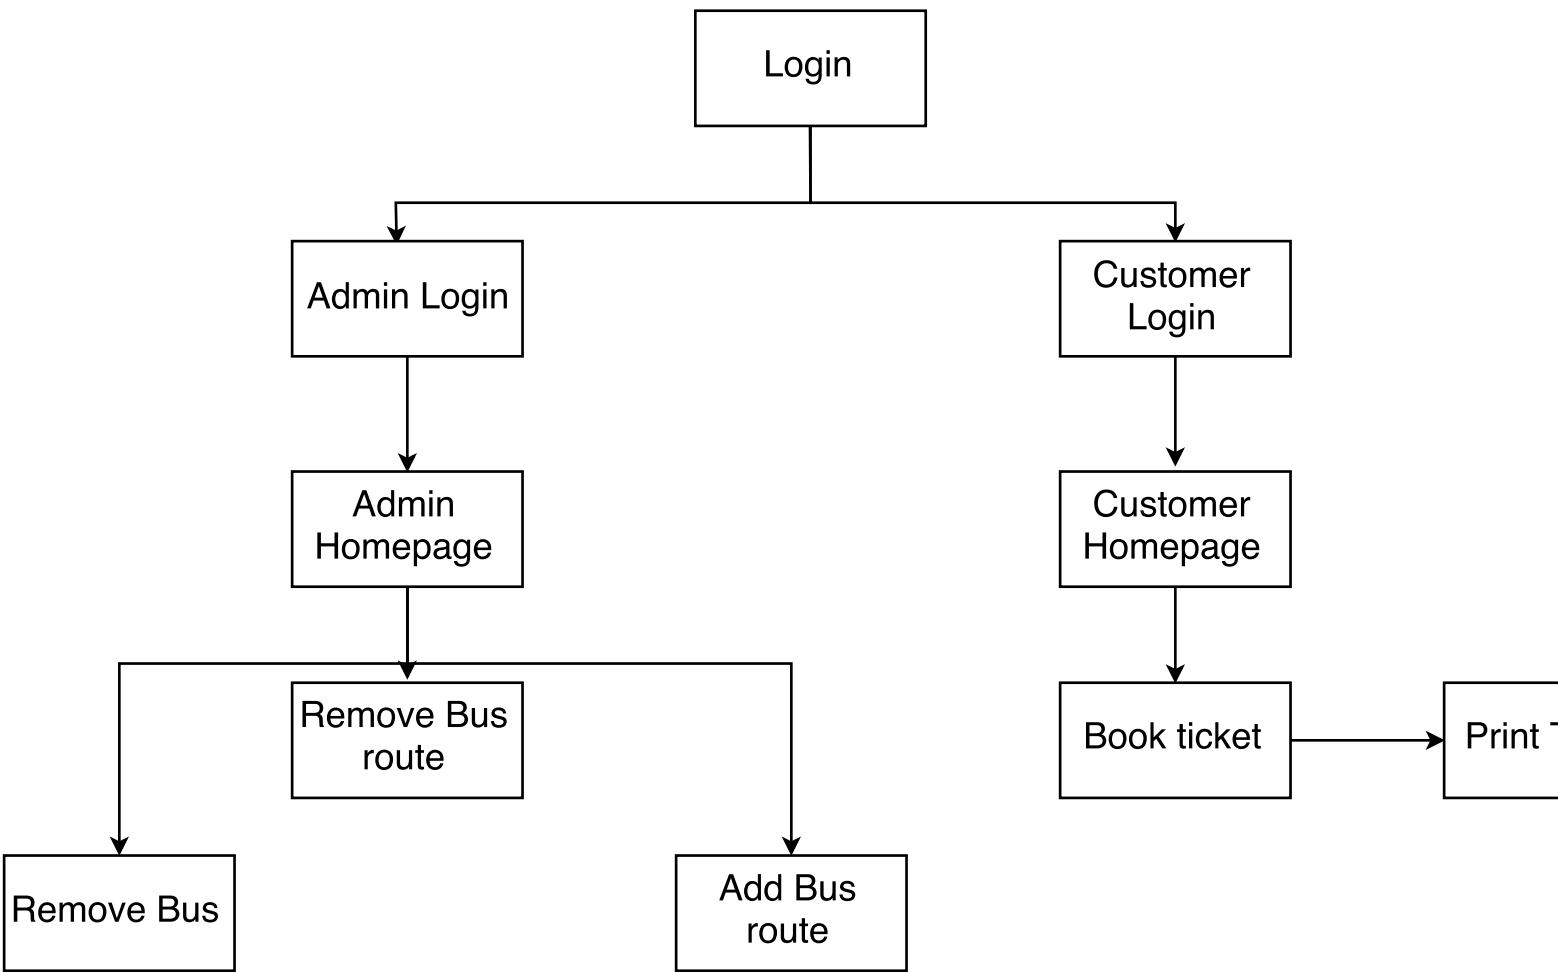 Login
Admin Login
Customer
Login
Admin
Homepage
Customer
Homepage
Remove Bus
route
Book ticket
Print
Remove Bus
Add Bus
route